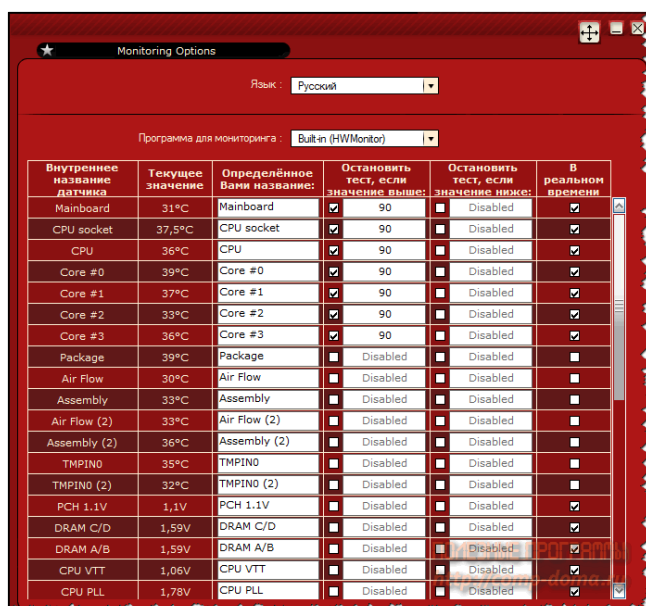 Monitoring Options
Язык : Русский
Программа для мониторинга : Built-in (HWMonitor)
Внутреннее название датчика Текущее значение Определённое Вами название: Остановить тест, если значение выше: Остановить тест, если значение ниже: В реальном времени
Mainboard 31°C Mainboard 90 Disabled
CPU socket 37,5°C CPU socket 90 Disabled
CPU 36°C CPU 90 Disabled
Core #0 39°C Core #0 90 Disabled
Core #1 37°C Core #1 90 Disabled
Core #2 33°C Core #2 90 Disabled
Core #3 36°C Core #3 90 Disabled
Package 39°C Package Disabled Disabled
Air Flow 30°C Air Flow Disabled Disabled
Assembly 33°C Assembly Disabled Disabled
Air Flow (2) 33°C Air Flow (2) Disabled Disabled
Assembly (2) 36°C Assembly (2) Disabled Disabled
TMPIN0 35°C TMPIN0 Disabled Disabled
TMPIN0 (2) 32°C TMPIN0 (2) Disabled Disabled
PCH 1.1V 1,1V PCH 1.1V Disabled Disabled
DRAM C/D 1,59V DRAM C/D Disabled Disabled
DRAM A/B 1,59V DRAM A/B Disabled Disabled
CPU VTT 1,06V CPU VTT Disabled Disabled
CPU PLL 1,78V CPU PLL Disabled Disabled